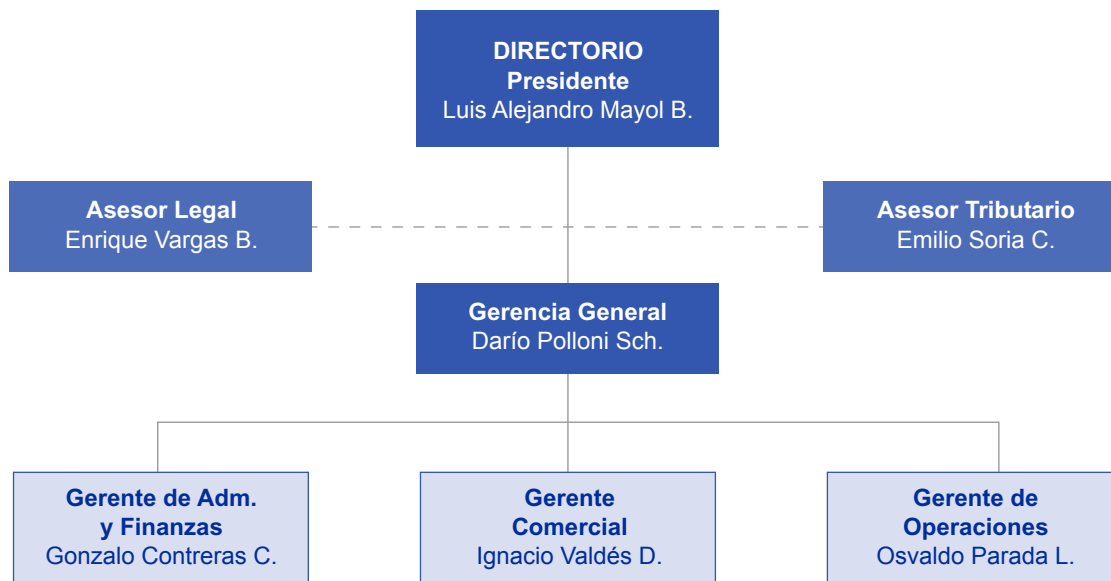 DIRECTORIO
Presidente
Luis Alejandro Mayol B.
Asesor Legal
Enrique Vargas B.
Asesor Tributario
Emilio Soria C.
Gerencia General
Darío Polloni Sch.
Gerente de Adm.
y Finanzas
Gonzalo Contreras C.
Gerente
Comercial
Ignacio Valdés D.
Gerente de
Operaciones
Osvaldo Parada L.